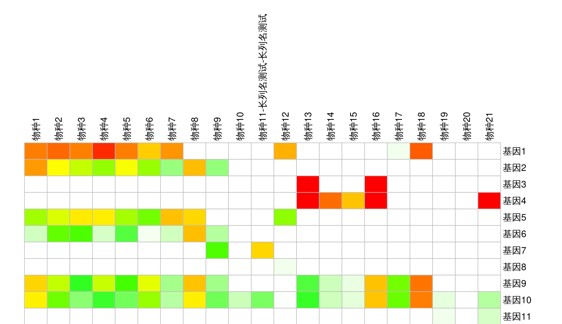 物种1
物种2
物种3
物种4
物种5
物种6
物种7
物种8
物种9
物种10
物种11-长列名测试-长列名测试
物种12
物种13
物种14
物种15
物种16
物种17
物种18
物种19
物种20
物种21
基因1
基因2
基因3
基因4
基因5
基因6
基因7
基因8
基因9
基因10
基因11